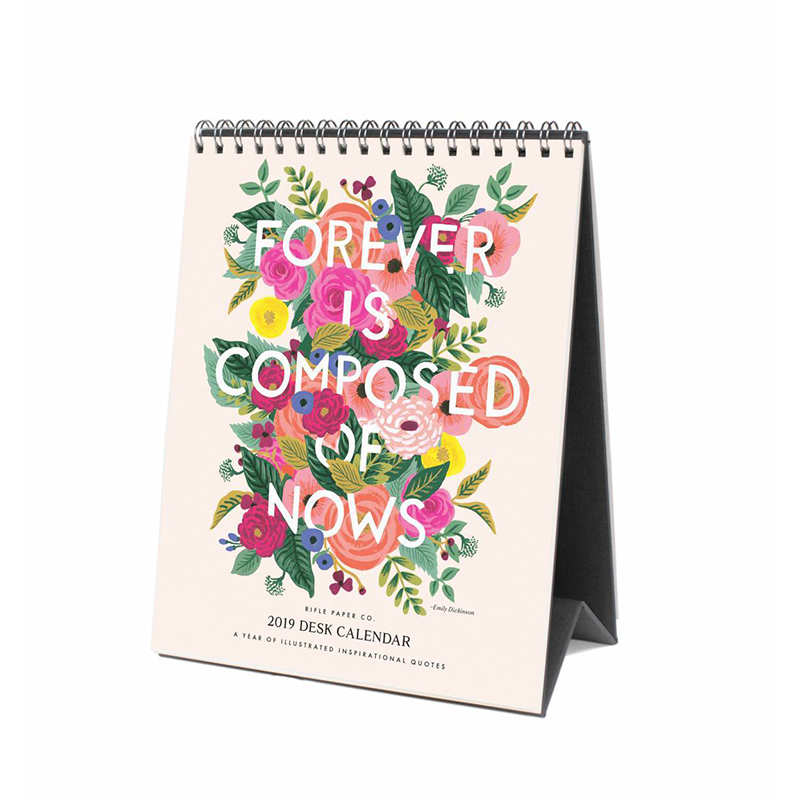 FOREVER
IS
COMPOSED
OF
NOWS
~Emily Dickinson
RIFLE PAPER CO.
2019 DESK CALENDAR
A YEAR OF ILLUSTRATED INSPIRATIONAL QUOTES